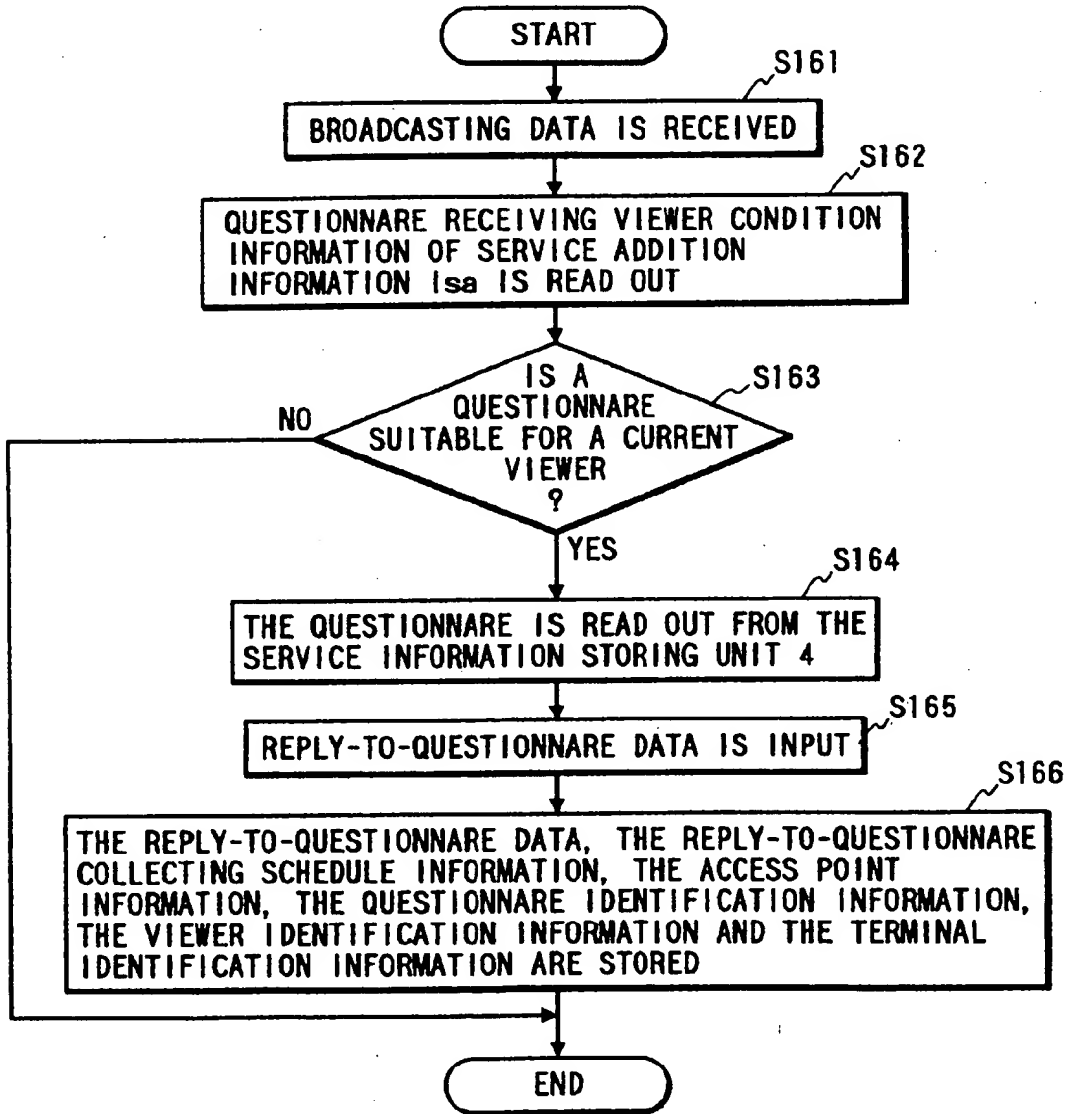 START
S161
BROADCASTING DATA IS RECEIVED
S162
QUESTIONNARE RECEIVING VIEWER CONDITION
INFORMATION OF SERVICE ADDITION
INFORMATION Isa IS READ OUT
S163
IS A
QUESTIONNARE
SUITABLE FOR A CURRENT
VIEWER
?
NO
YES
S164
THE QUESTIONNARE IS READ OUT FROM THE
SERVICE INFORMATION STORING UNIT 4
S165
REPLY-TO-QUESTIONNARE DATA IS INPUT
S166
THE REPLY-TO-QUESTIONNARE DATA, THE REPLY-TO-QUESTIONNARE
COLLECTING SCHEDULE INFORMATION, THE ACCESS POINT
INFORMATION, THE QUESTIONNARE IDENTIFICATION INFORMATION,
THE VIEWER IDENTIFICATION INFORMATION AND THE TERMINAL
IDENTIFICATION INFORMATION ARE STORED
END